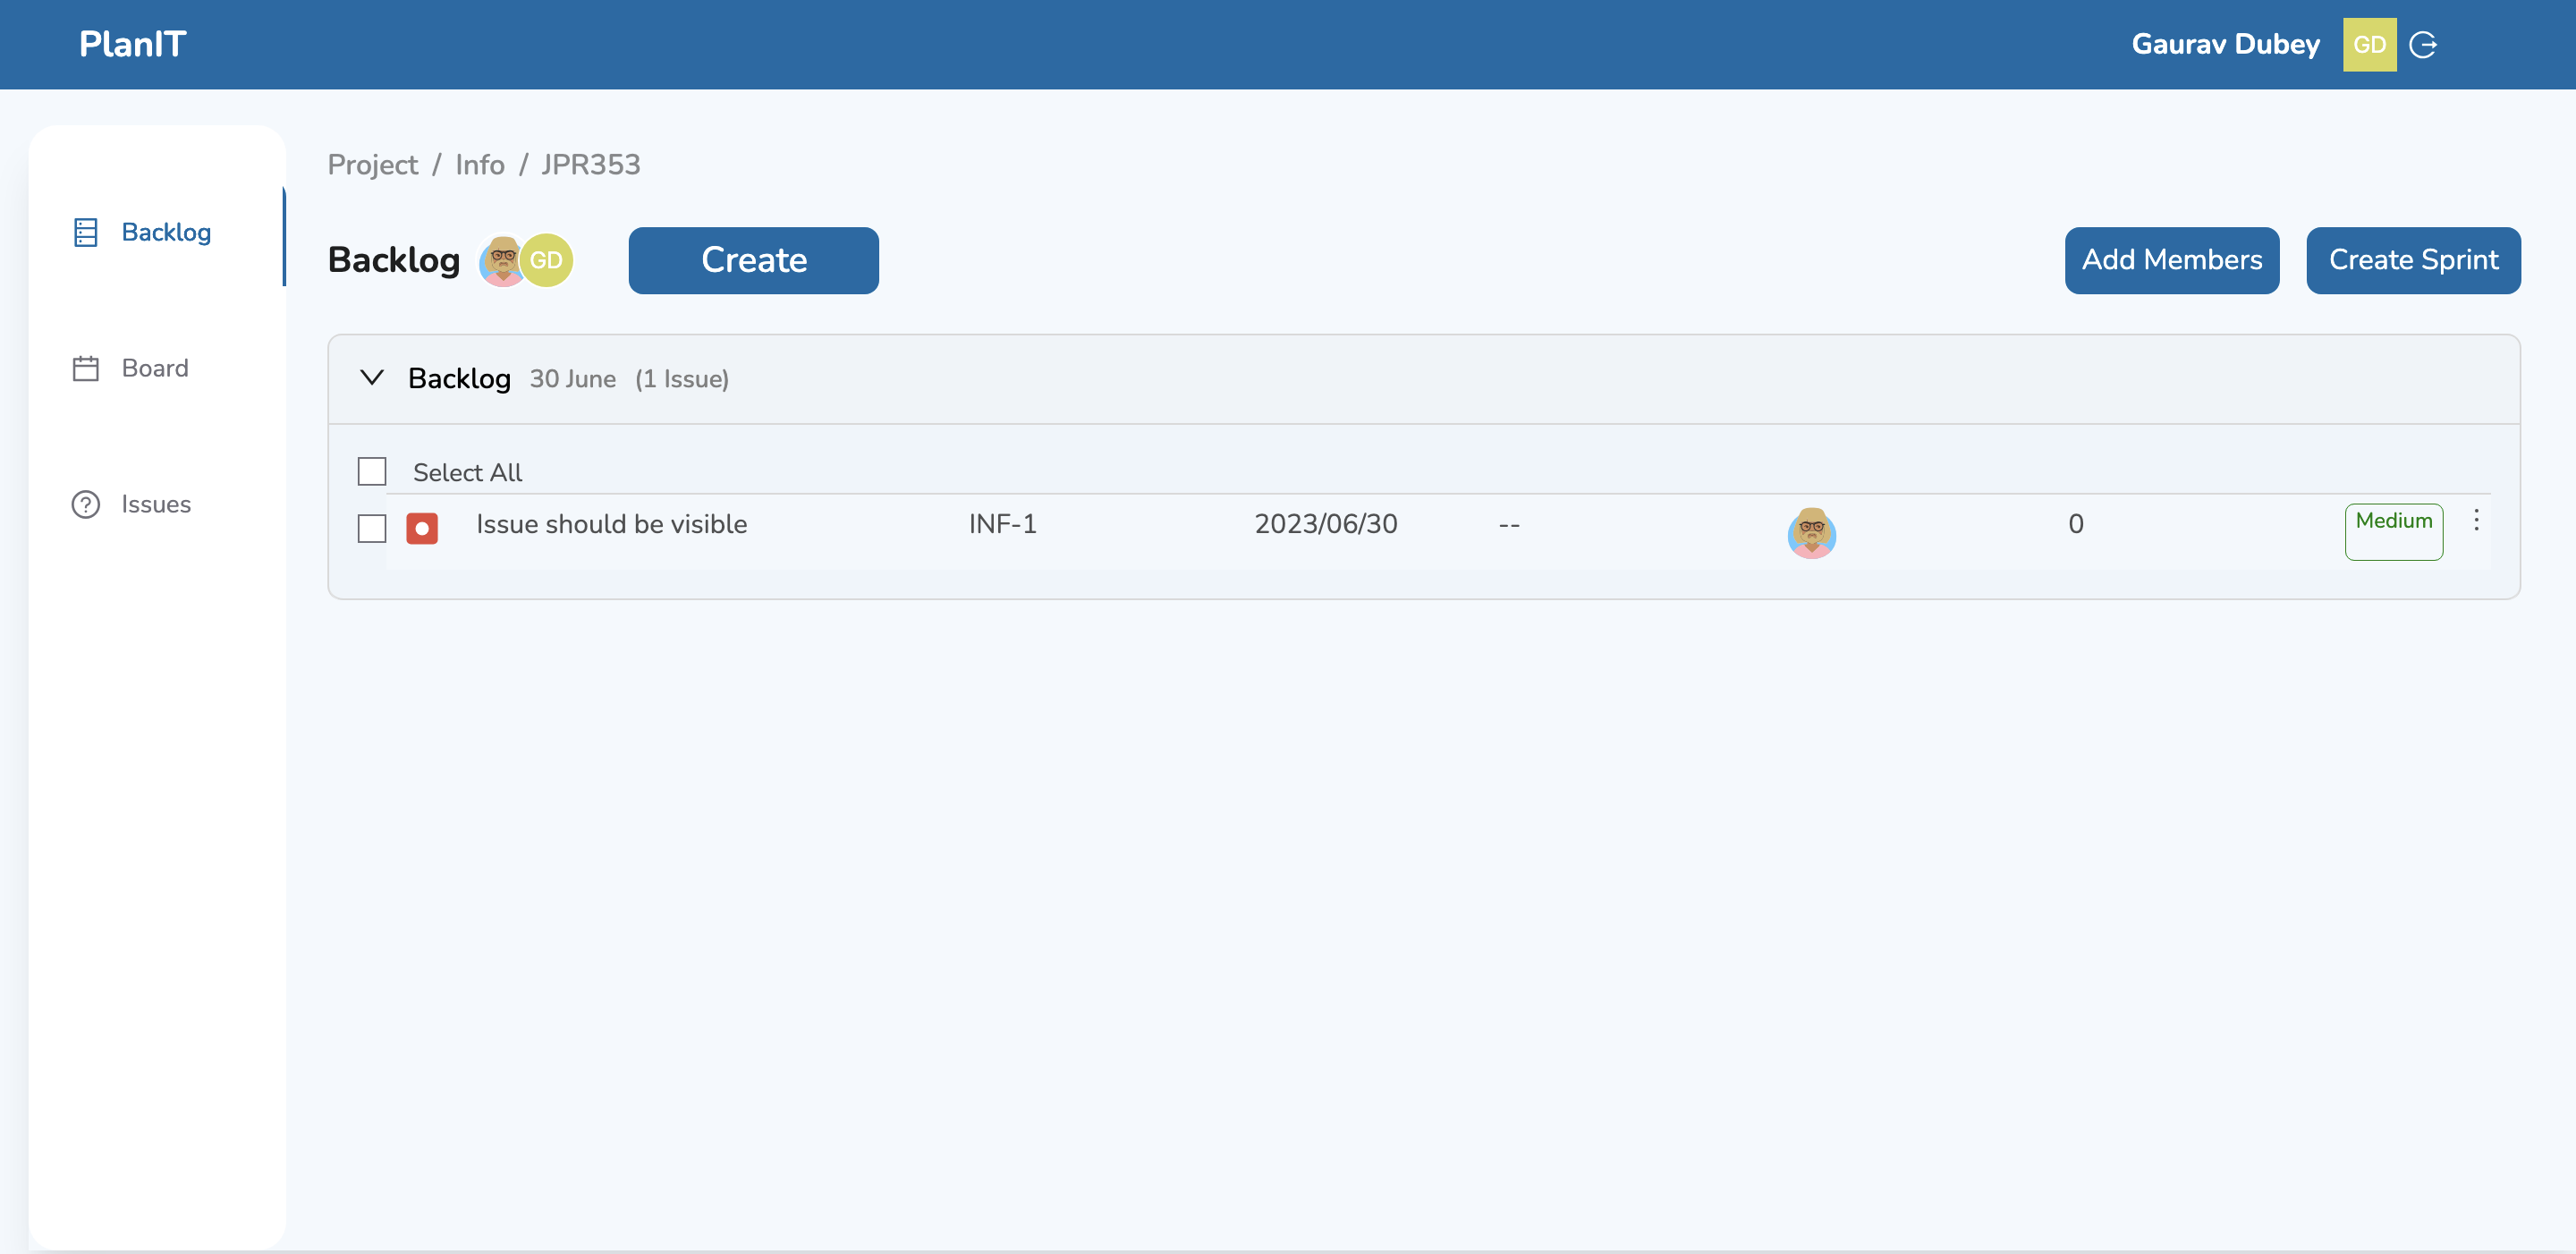 PlanIT
Gaurav Dubey GD
Project / Info / JPR353
Backlog
Board
Issues
Backlog GD Create
Add Members Create Sprint
Backlog 30 June (1 Issue)
Select All
Issue should be visible INF-1 2023/06/30 -- 0 Medium